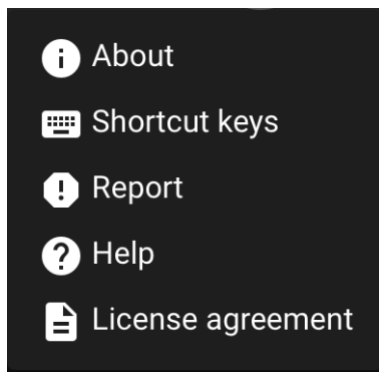 About
Shortcut keys
Report
Help
License agreement